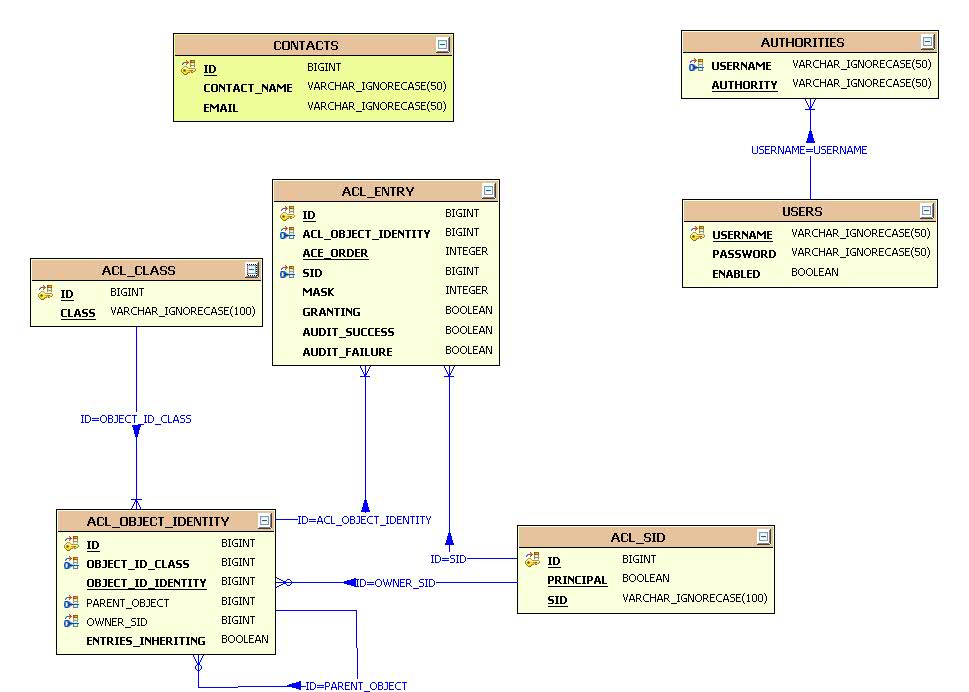 CONTACTS
ID BIGINT
CONTACT_NAME VARCHAR_IGNORECASE(50)
EMAIL VARCHAR_IGNORECASE(50)
AUTHORITIES
USERNAME VARCHAR_IGNORECASE(50)
AUTHORITY VARCHAR_IGNORECASE(50)
USERNAME=USERNAME
USERS
USERNAME VARCHAR_IGNORECASE(50)
PASSWORD VARCHAR_IGNORECASE(50)
ENABLED BOOLEAN
ACL_ENTRY
ID BIGINT
ACL_OBJECT_IDENTITY BIGINT
ACE_ORDER INTEGER
SID BIGINT
MASK INTEGER
GRANTING BOOLEAN
AUDIT_SUCCESS BOOLEAN
AUDIT_FAILURE BOOLEAN
ACL_CLASS
ID BIGINT
CLASS VARCHAR_IGNORECASE(100)
ID=OBJECT_ID_CLASS
ACL_OBJECT_IDENTITY
ID BIGINT
OBJECT_ID_CLASS BIGINT
OBJECT_ID_IDENTITY BIGINT
PARENT_OBJECT BIGINT
OWNER_SID BIGINT
ENTRIES_INHERITING BOOLEAN
ID=ACL_OBJECT_IDENTITY
ID=SID
ID=OWNER_SID
ACL_SID
ID BIGINT
PRINCIPAL BOOLEAN
SID VARCHAR_IGNORECASE(100)
ID=PARENT_OBJECT